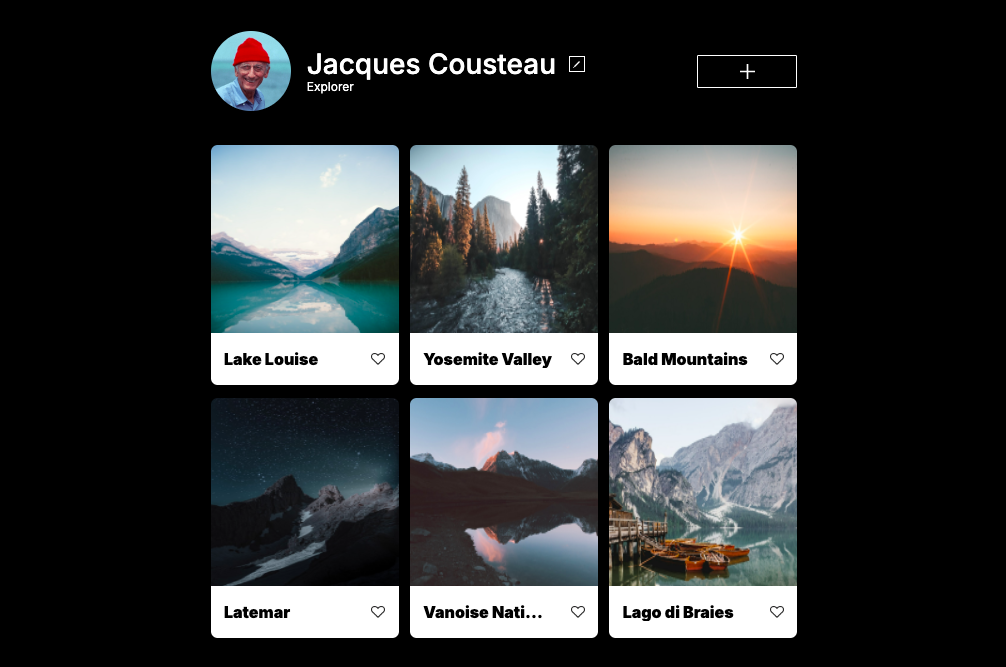 Jacques Cousteau
Explorer
Lake Louise
Yosemite Valley
Bald Mountains
Latemar
Vanoise Nati...
Lago di Braies